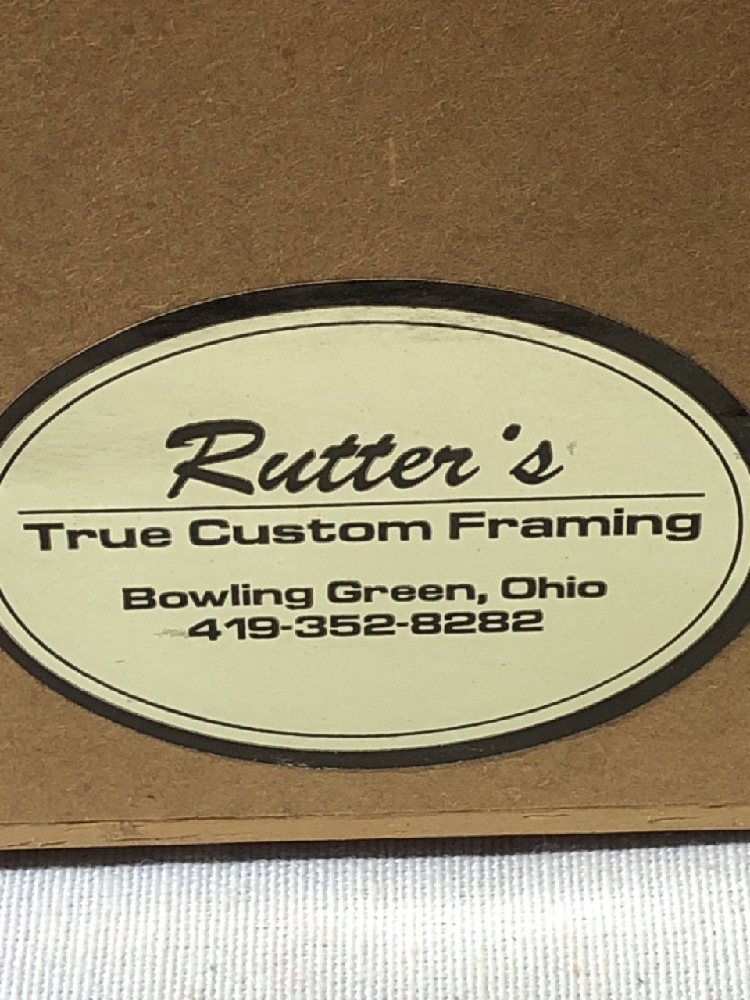 Rutter's
True Custom Framing
Bowling Green, Ohio
419-352-8282